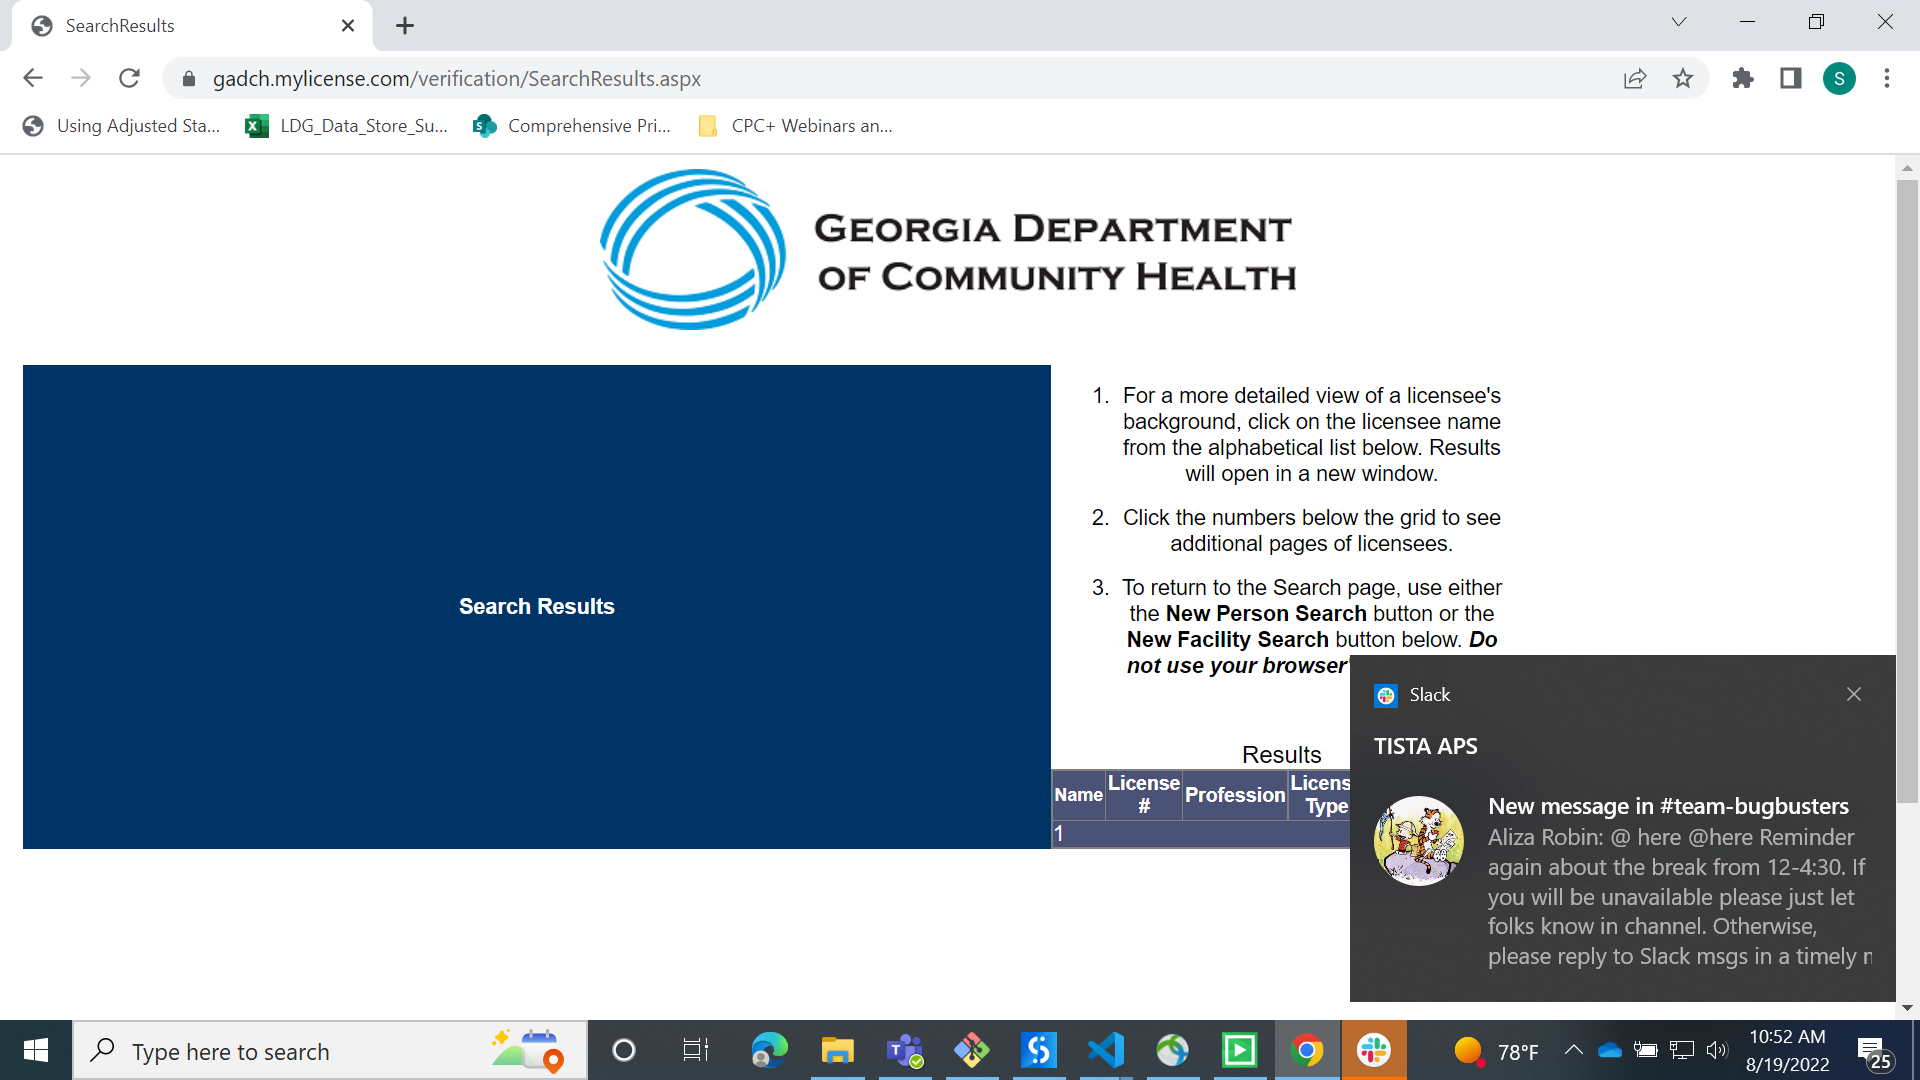 SearchResults
gadch.mylicense.com/verification/SearchResults.aspx
S
Using Adjusted Sta...
LDG_Data_Store_Su...
Comprehensive Pri...
CPC+ Webinars an...
GEORGIA DEPARTMENT
OF COMMUNITY HEALTH
Search Results
1. For a more detailed view of a licensee's
background, click on the licensee name
from the alphabetical list below. Results
will open in a new window.
2. Click the numbers below the grid to see
additional pages of licensees.
3. To return to the Search page, use either
the New Person Search button or the
New Facility Search button below. Do
not use your browser'
Results
Name
License
#
Profession
Licens
Type
1
Slack
TISTA APS
New message in #team-bugbusters
Aliza Robin: @ here @here Reminder
again about the break from 12-4:30. If
you will be unavailable please just let
folks know in channel. Otherwise,
please reply to Slack msgs in a timely
Type here to search
78°F
10:52 AM
8/19/2022
25